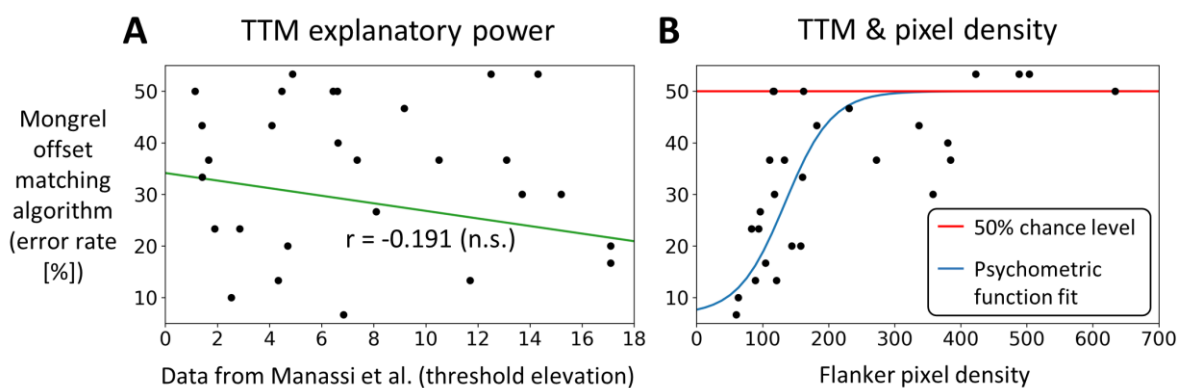 A TTM explanatory power
Mongrel
offset
matching
algorithm
(error rate
[%])
50
40
30
20
10
r = -0.191 (n.s.)
0 2 4 6 8 10 12 14 16 18
Data from Manassi et al. (threshold elevation)
B TTM & pixel density
50
40
30
20
10
50% chance level
Psychometric
function fit
0 100 200 300 400 500 600 700
Flanker pixel density